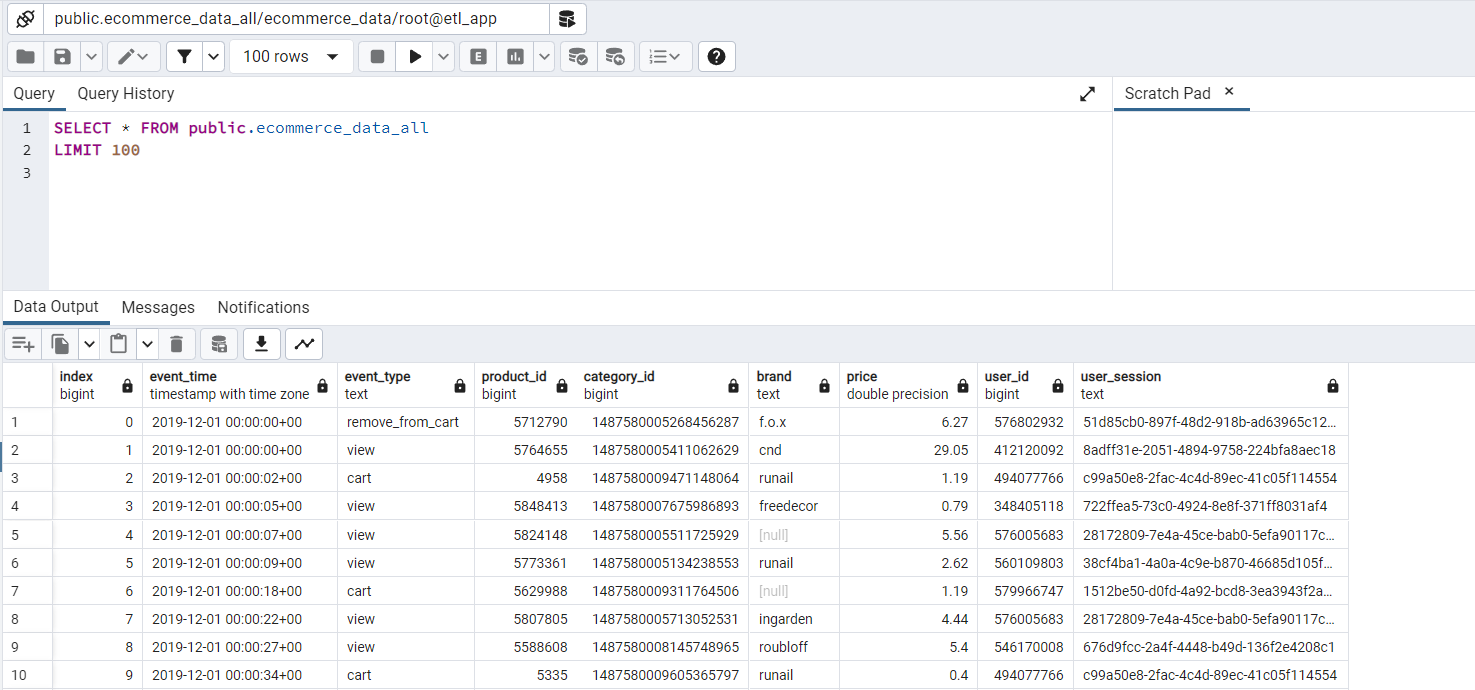 public.ecommerce_data_all/ecommerce_data/root@etl_app
100 rows
E
?
Query Query History Scratch Pad ×
1 SELECT * FROM public.ecommerce_data_all
2 LIMIT 100
3
Data Output Messages Notifications
index event_time event_type product_id category_id brand price user_id user_session
bigint timestamp with time zone text bigint bigint text double precision bigint text
1 0 2019-12-01 00:00:00+00 remove_from_cart 5712790 1487580005268456287 f.o.x 6.27 576802932 51d85cb0-897f-48d2-918b-ad63965c12…
2 1 2019-12-01 00:00:00+00 view 5764655 1487580005411062629 cnd 29.05 412120092 8adff31e-2051-4894-9758-224bfa8aec18
3 2 2019-12-01 00:00:02+00 cart 4958 1487580009471148064 runail 1.19 494077766 c99a50e8-2fac-4c4d-89ec-41c05f114554
4 3 2019-12-01 00:00:05+00 view 5848413 1487580007675986893 freedecor 0.79 348405118 722ffea5-73c0-4924-8e8f-371ff8031af4
5 4 2019-12-01 00:00:07+00 view 5824148 1487580005511725929 [null] 5.56 576005683 28172809-7e4a-45ce-bab0-5efa90117c…
6 5 2019-12-01 00:00:09+00 view 5773361 1487580005134238553 runail 2.62 560109803 38cf4ba1-4a0a-4c9e-b870-46685d105f…
7 6 2019-12-01 00:00:18+00 cart 5629988 1487580009311764506 [null] 1.19 579966747 1512be50-d0fd-4a92-bcd8-3ea3943f2a…
8 7 2019-12-01 00:00:22+00 view 5807805 1487580005713052531 ingarden 4.44 576005683 28172809-7e4a-45ce-bab0-5efa90117c…
9 8 2019-12-01 00:00:27+00 view 5588608 1487580008145748965 roubloff 5.4 546170008 676d9fcc-2a4f-4448-b49d-136f2e4208c1
10 9 2019-12-01 00:00:34+00 cart 5335 1487580009605365797 runail 0.4 494077766 c99a50e8-2fac-4c4d-89ec-41c05f114554